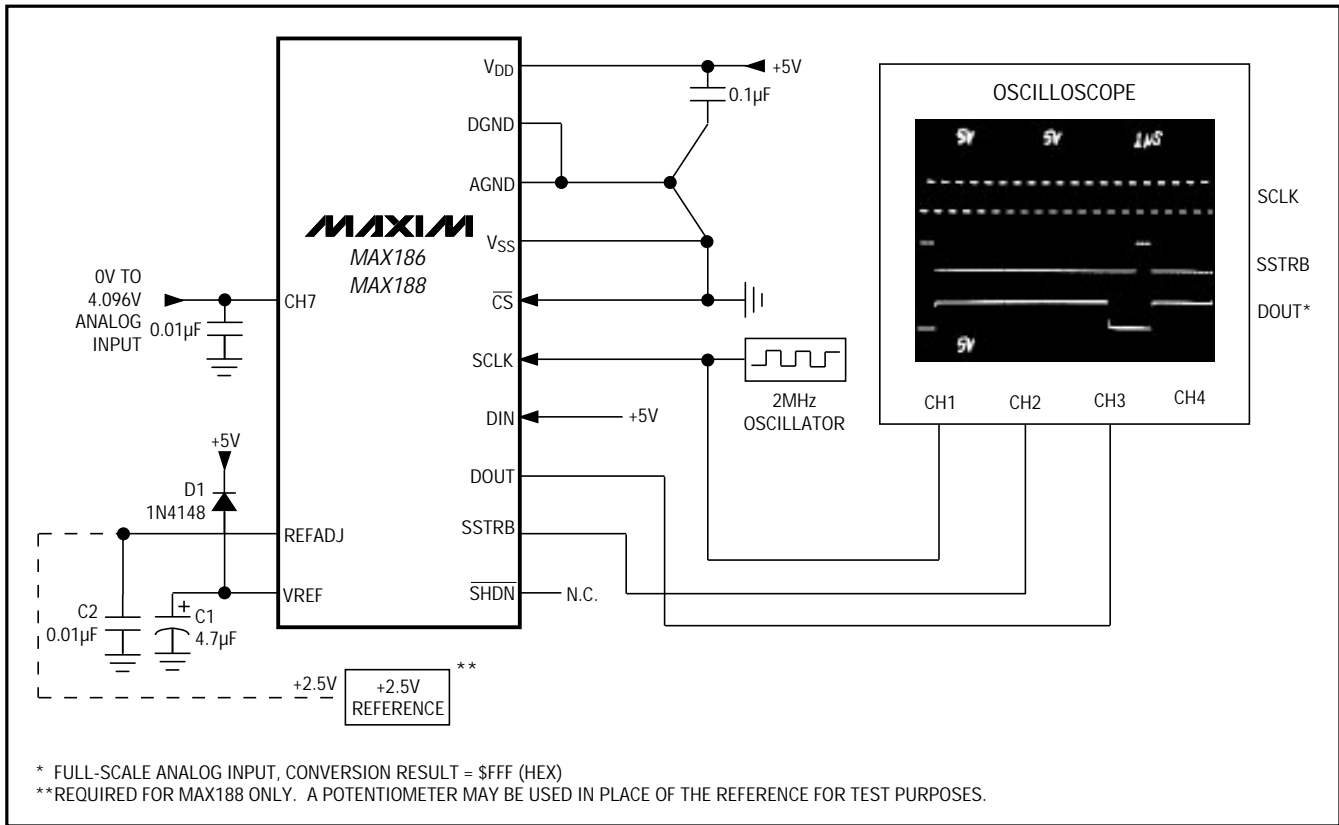 V_DD
+5V
0.1µF
DGND
AGND
MAXIM
MAX186
MAX188
V_SS
0V TO
4.096V
ANALOG
INPUT
0.01µF
CH7
C̅S̅
SCLK
2MHz
OSCILLATOR
DIN
+5V
DOUT
SSTRB
S̅H̅D̅N̅
N.C.
+5V
D1
1N4148
REFADJ
VREF
C2
0.01µF
+
C1
4.7µF
+2.5V
+2.5V
REFERENCE
**
OSCILLOSCOPE
5V
5V
1µS
SCLK
SSTRB
DOUT*
5V
CH1
CH2
CH3
CH4
* FULL-SCALE ANALOG INPUT, CONVERSION RESULT = $FFF (HEX)
**REQUIRED FOR MAX188 ONLY. A POTENTIOMETER MAY BE USED IN PLACE OF THE REFERENCE FOR TEST PURPOSES.